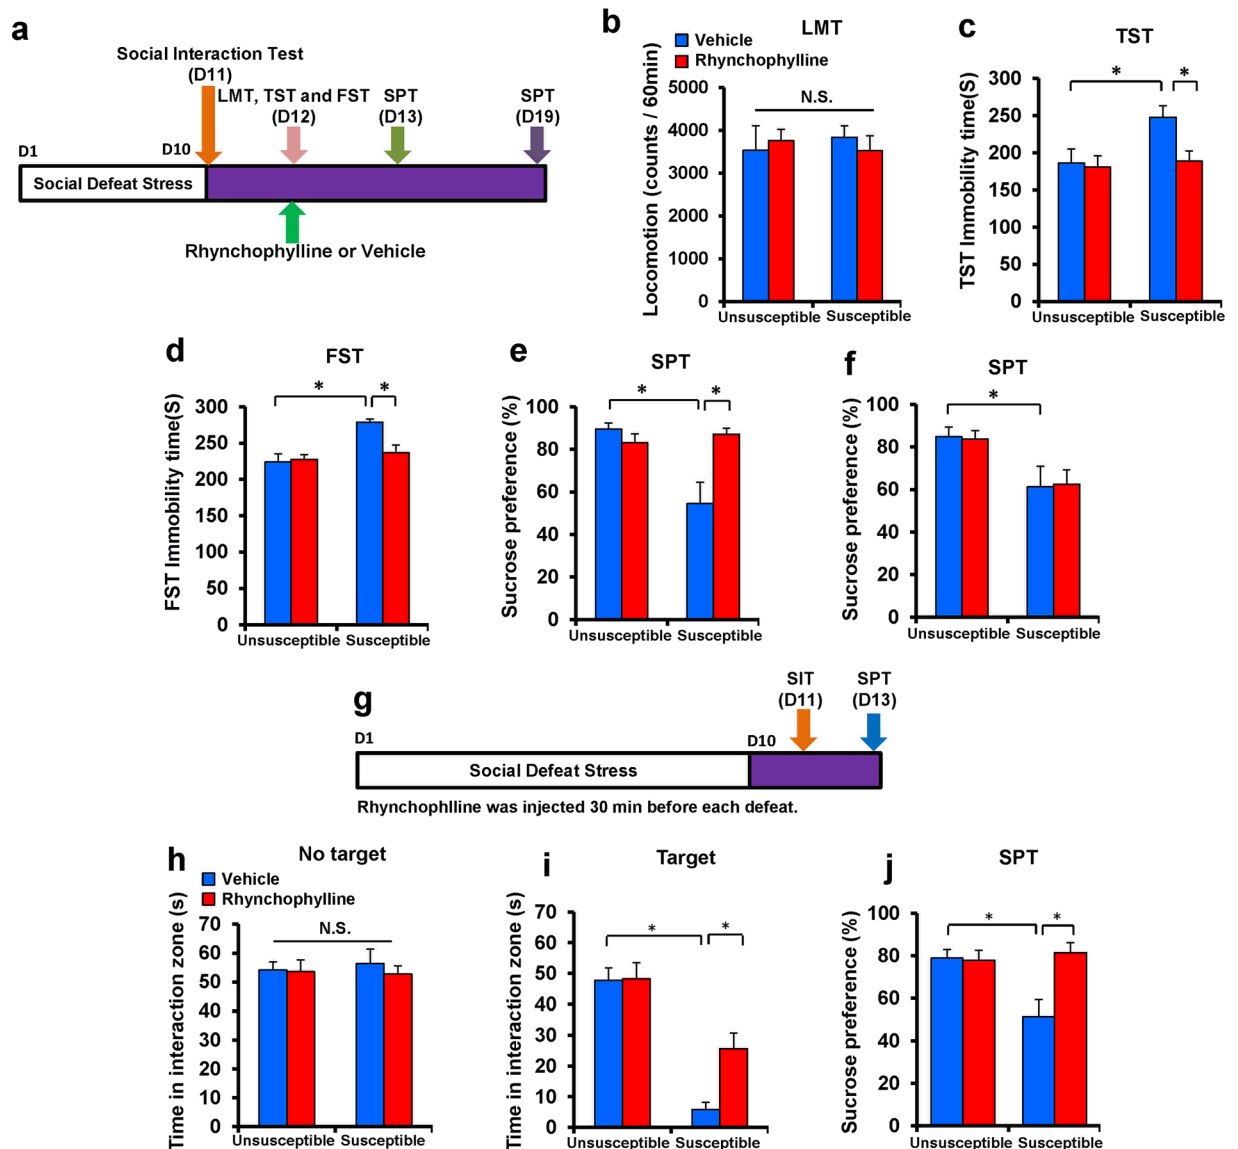 a
Social Interaction Test
(D11)
LMT, TST and FST
(D12)
SPT
(D13)
SPT
(D19)
D1
D10
Social Defeat Stress
Rhynchophylline or Vehicle
b
LMT
Vehicle
Rhynchophylline
Locomotion (counts / 60min)
5000
4000
3000
2000
1000
0
N.S.
Unsusceptible
Susceptible
c
TST
TST Immobility time(S)
300
250
200
150
100
50
0
*
*
Unsusceptible
Susceptible
d
FST
FST Immobility time(S)
300
250
200
150
100
50
0
*
*
Unsusceptible
Susceptible
e
SPT
Sucrose preference (%)
100
80
60
40
20
0
*
*
Unsusceptible
Susceptible
f
SPT
Sucrose preference (%)
100
80
60
40
20
0
*
Unsusceptible
Susceptible
g
SIT
(D11)
SPT
(D13)
D1
D10
Social Defeat Stress
Rhynchophlline was injected 30 min before each defeat.
h
No target
Vehicle
Rhynchophylline
Time in interaction zone (s)
70
60
50
40
30
20
10
0
N.S.
Unsusceptible
Susceptible
i
Target
Time in interaction zone (s)
70
60
50
40
30
20
10
0
*
*
Unsusceptible
Susceptible
j
SPT
Sucrose preference (%)
100
80
60
40
20
0
*
*
Unsusceptible
Susceptible